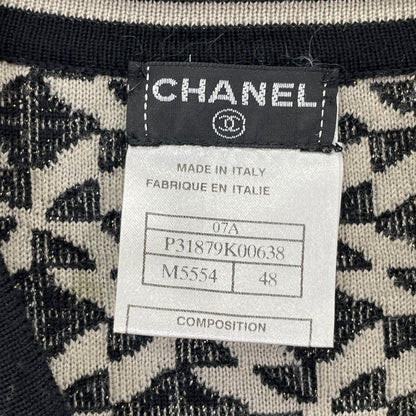 CHANEL
MADE IN ITALY
FABRIQUE EN ITALIE
07A
P31879K00638
M5554 48
COMPOSITION